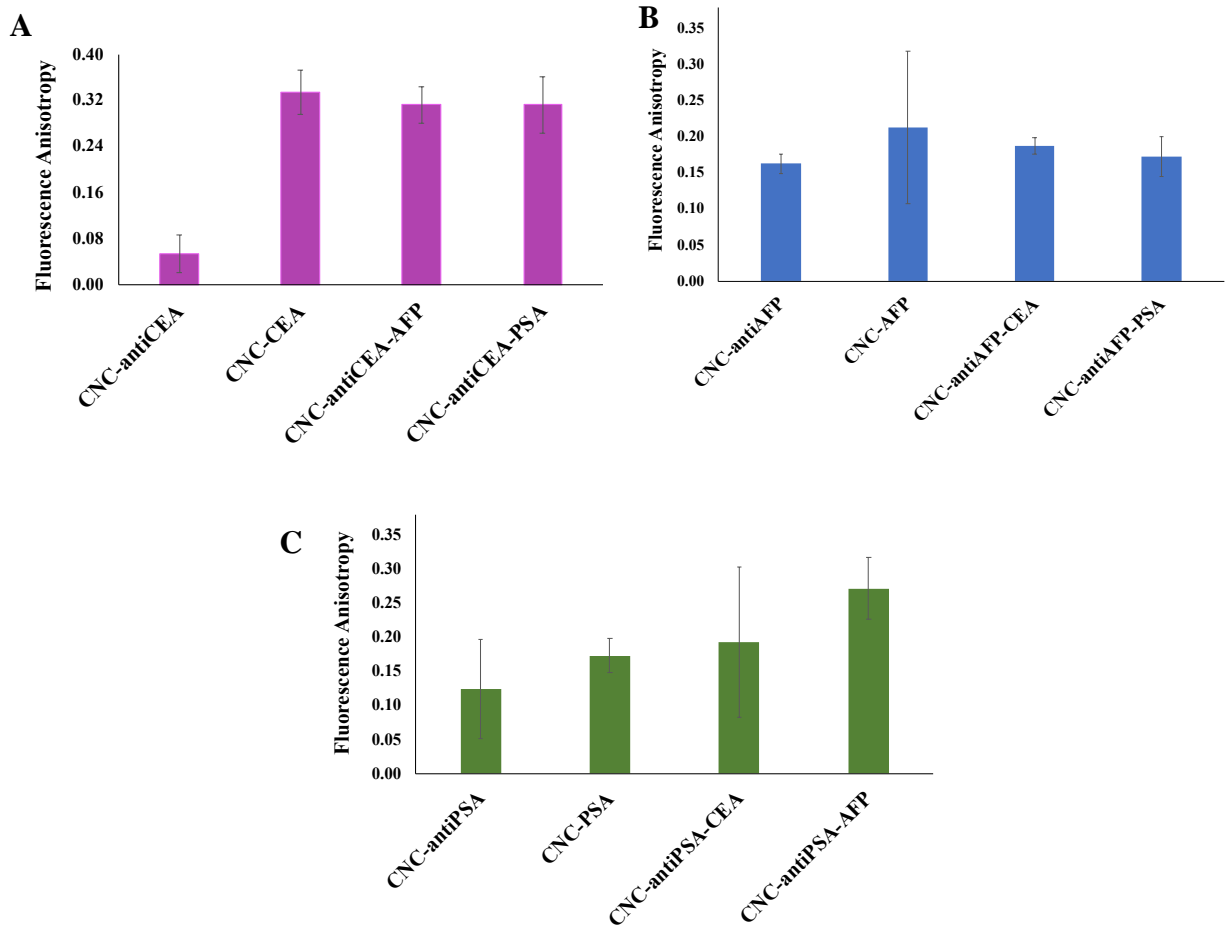 A
Fluorescence Anisotropy
0.40
0.32
0.24
0.16
0.08
0.00
CNC-antiCEA
CNC-CEA
CNC-antiCEA-AFP
CNC-antiCEA-PSA
B
Fluorescence Anisotropy
0.35
0.30
0.25
0.20
0.15
0.10
0.05
0.00
CNC-antiAFP
CNC-AFP
CNC-antiAFP-CEA
CNC-antiAFP-PSA
C
Fluorescence Anisotropy
0.35
0.30
0.25
0.20
0.15
0.10
0.05
0.00
CNC-antiPSA
CNC-PSA
CNC-antiPSA-CEA
CNC-antiPSA-AFP